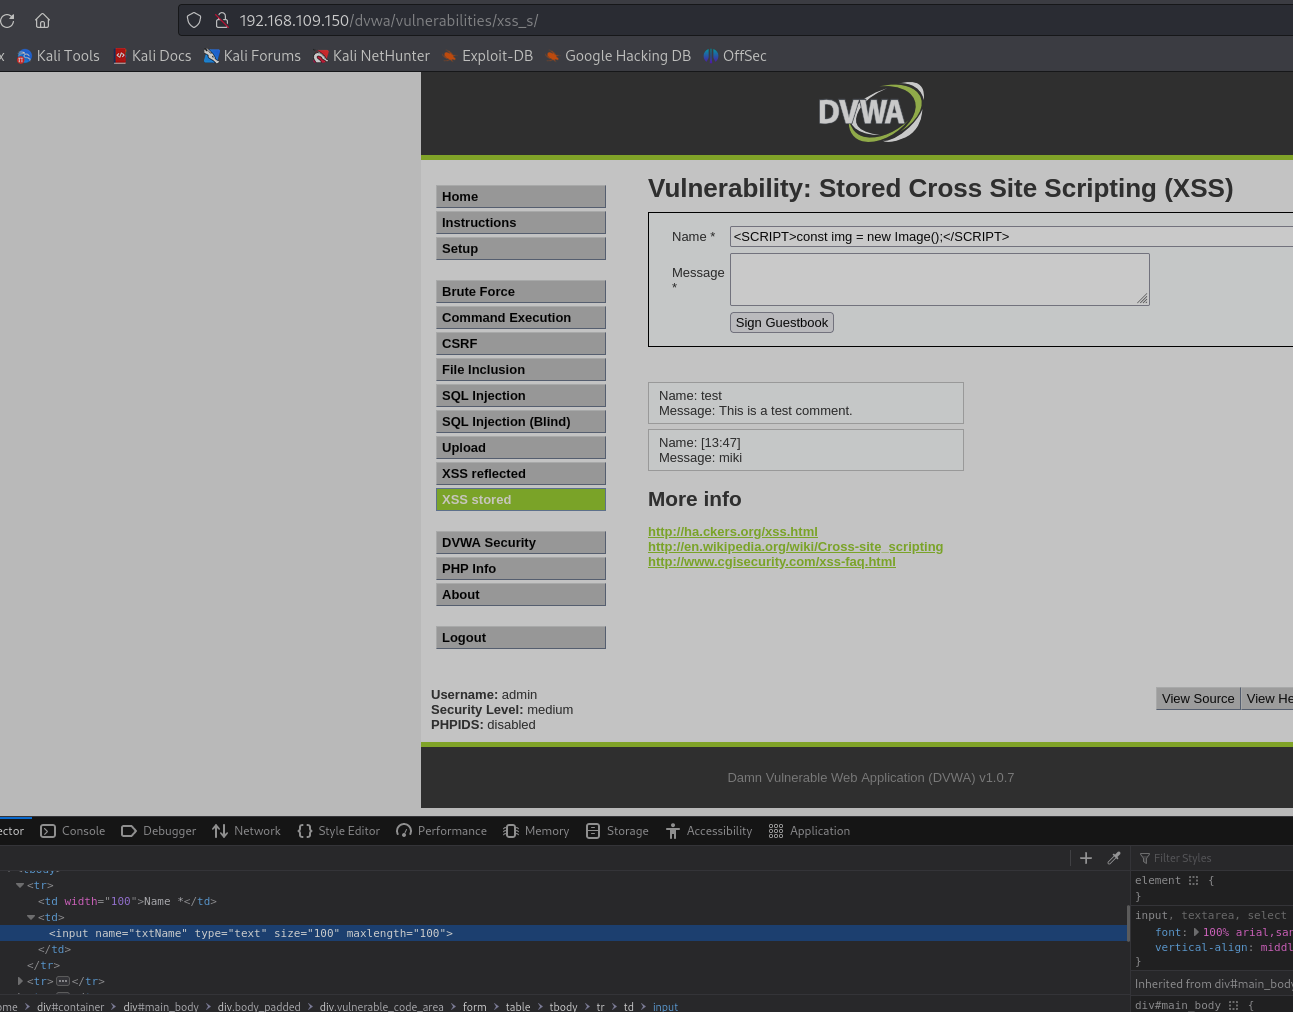 192.168.109.150/dvwa/vulnerabilities/xss_s/
x Kali Tools Kali Docs Kali Forums Kali NetHunter Exploit-DB Google Hacking DB OffSec
DVWA
Home
Instructions
Setup
Brute Force
Command Execution
CSRF
File Inclusion
SQL Injection
SQL Injection (Blind)
Upload
XSS reflected
XSS stored
DVWA Security
PHP Info
About
Logout
Vulnerability: Stored Cross Site Scripting (XSS)
Name * <SCRIPT>const img = new Image();</SCRIPT>
Message
*
Sign Guestbook
Name: test
Message: This is a test comment.
Name: [13:47]
Message: miki
More info
http://ha.ckers.org/xss.html
http://en.wikipedia.org/wiki/Cross-site_scripting
http://www.cgisecurity.com/xss-faq.html
Username: admin
Security Level: medium
PHPIDS: disabled
View Source View He
Damn Vulnerable Web Application (DVWA) v1.0.7
ector Console Debugger Network Style Editor Performance Memory Storage Accessibility Application
Filter Styles
<tbody>
<tr>
<td width="100">Name *</td>
<td>
<input name="txtName" type="text" size="100" maxlength="100">
</td>
</tr>
<tr>•••</tr>
element {
}
input, textarea, select
font: 100% arial,san
vertical-align: middl
}
Inherited from div#main_body
div#main_body {
ome > div#container > div#main_body > div.body_padded > div.vulnerable_code_area > form > table > tbody > tr > td > input